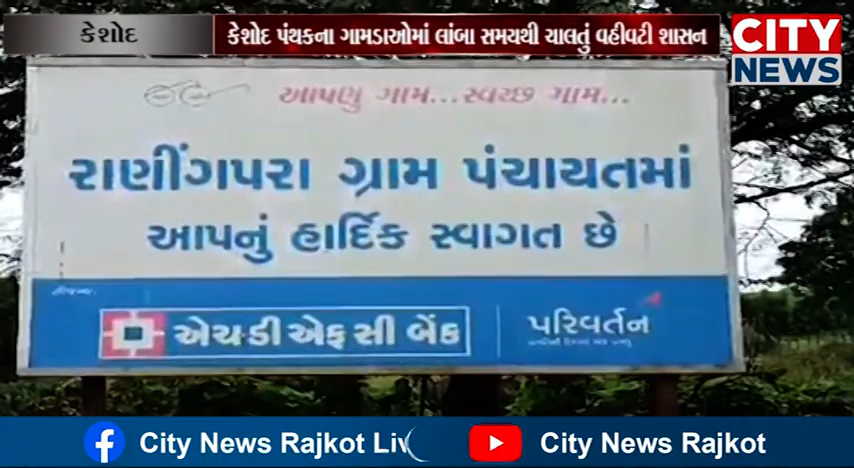 કેશોદ
કેશોદ પંથકના ગામડાઓમાં લાંબા સમયથી ચાલતું વહીવટી શાસન
CITY
NEWS
આપણુ ગામ...સ્વચ્છ ગામ...
રાણીંગપરા ગ્રામ પંચાયતમાં
આપનું હાર્દિક સ્વાગત છે
એચડીએફસી બેંક
પરિવર્તન
City News Rajkot Liv
City News Rajkot